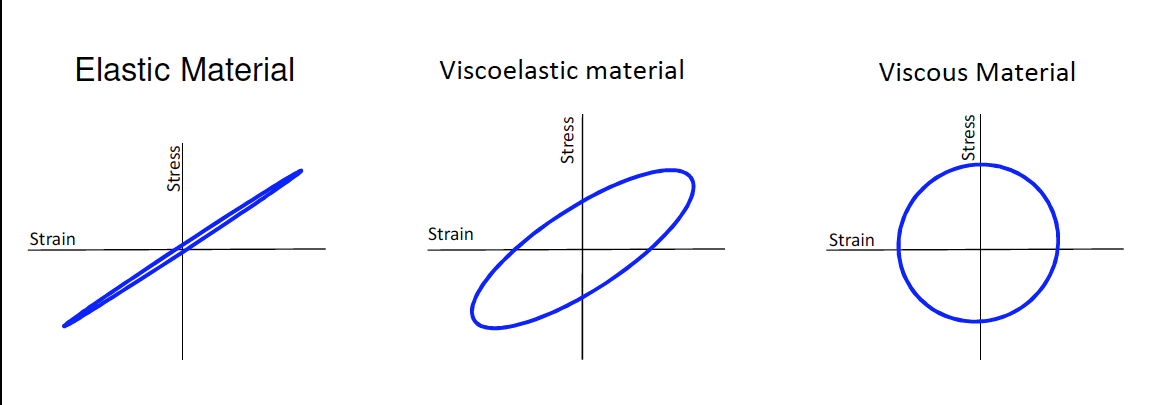 Elastic Material
Viscoelastic material
Viscous Material
Stress
Strain
Stress
Strain
Stress
Strain